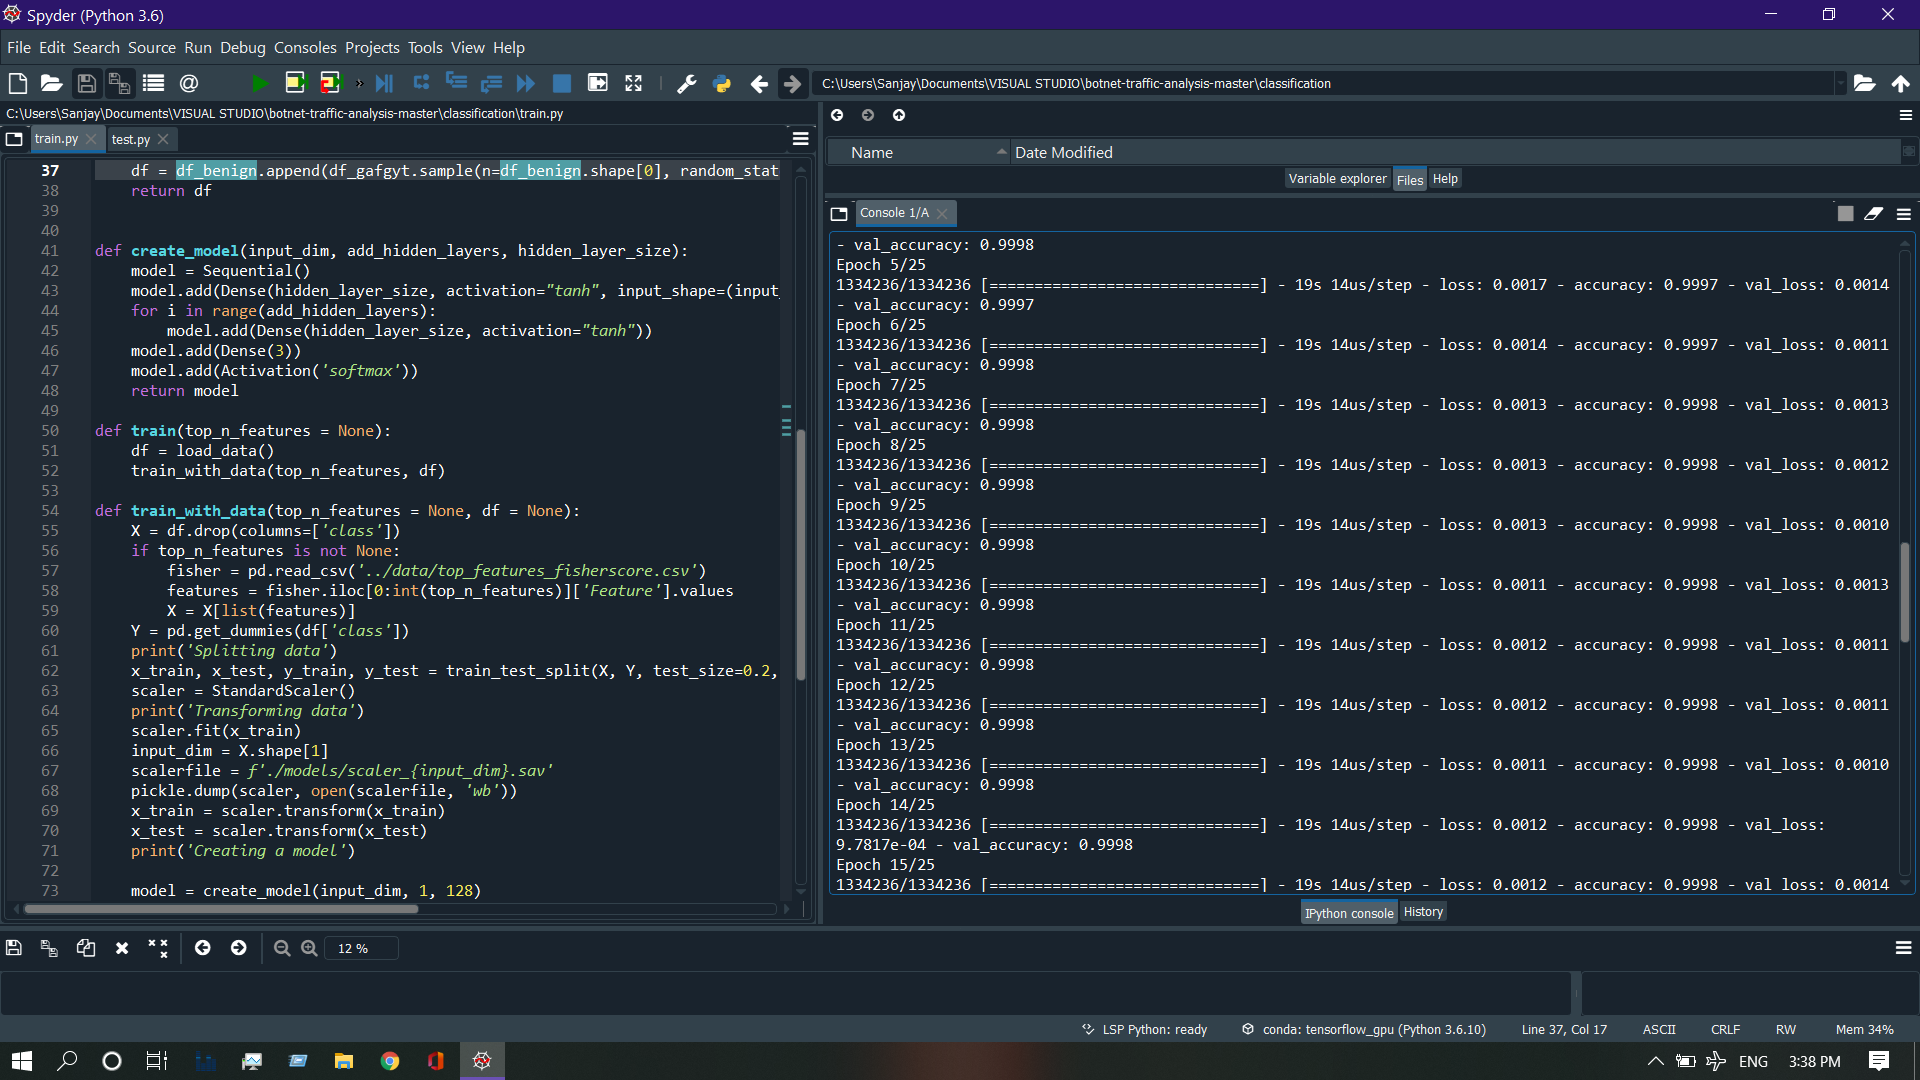 Spyder (Python 3.6)
File Edit Search Source Run Debug Consoles Projects Tools View Help
C:\Users\Sanjay\Documents\VISUAL STUDIO\botnet-traffic-analysis-master\classification
C:\Users\Sanjay\Documents\VISUAL STUDIO\botnet-traffic-analysis-master\classification\train.py
train.py test.py
37 df = df_benign.append(df_gafgyt.sample(n=df_benign.shape[0], random_stat
38 return df
39
40
41 def create_model(input_dim, add_hidden_layers, hidden_layer_size):
42 model = Sequential()
43 model.add(Dense(hidden_layer_size, activation="tanh", input_shape=(input_
44 for i in range(add_hidden_layers):
45 model.add(Dense(hidden_layer_size, activation="tanh"))
46 model.add(Dense(3))
47 model.add(Activation('softmax'))
48 return model
49
50 def train(top_n_features = None):
51 df = load_data()
52 train_with_data(top_n_features, df)
53
54 def train_with_data(top_n_features = None, df = None):
55 X = df.drop(columns=['class'])
56 if top_n_features is not None:
57 fisher = pd.read_csv('../data/top_features_fisherscore.csv')
58 features = fisher.iloc[0:int(top_n_features)]['Feature'].values
59 X = X[list(features)]
60 Y = pd.get_dummies(df['class'])
61 print('Splitting data')
62 x_train, x_test, y_train, y_test = train_test_split(X, Y, test_size=0.2,
63 scaler = StandardScaler()
64 print('Transforming data')
65 scaler.fit(x_train)
66 input_dim = X.shape[1]
67 scalerfile = f'./models/scaler_{input_dim}.sav'
68 pickle.dump(scaler, open(scalerfile, 'wb'))
69 x_train = scaler.transform(x_train)
70 x_test = scaler.transform(x_test)
71 print('Creating a model')
72
73 model = create_model(input_dim, 1, 128)
Name Date Modified
Variable explorer Files Help
Console 1/A
- val_accuracy: 0.9998
Epoch 5/25
1334236/1334236 [==============================] - 19s 14us/step - loss: 0.0017 - accuracy: 0.9997 - val_loss: 0.0014
- val_accuracy: 0.9997
Epoch 6/25
1334236/1334236 [==============================] - 19s 14us/step - loss: 0.0014 - accuracy: 0.9997 - val_loss: 0.0011
- val_accuracy: 0.9998
Epoch 7/25
1334236/1334236 [==============================] - 19s 14us/step - loss: 0.0013 - accuracy: 0.9998 - val_loss: 0.0013
- val_accuracy: 0.9998
Epoch 8/25
1334236/1334236 [==============================] - 19s 14us/step - loss: 0.0013 - accuracy: 0.9998 - val_loss: 0.0012
- val_accuracy: 0.9998
Epoch 9/25
1334236/1334236 [==============================] - 19s 14us/step - loss: 0.0013 - accuracy: 0.9998 - val_loss: 0.0010
- val_accuracy: 0.9998
Epoch 10/25
1334236/1334236 [==============================] - 19s 14us/step - loss: 0.0011 - accuracy: 0.9998 - val_loss: 0.0013
- val_accuracy: 0.9998
Epoch 11/25
1334236/1334236 [==============================] - 19s 14us/step - loss: 0.0012 - accuracy: 0.9998 - val_loss: 0.0011
- val_accuracy: 0.9998
Epoch 12/25
1334236/1334236 [==============================] - 19s 14us/step - loss: 0.0012 - accuracy: 0.9998 - val_loss: 0.0011
- val_accuracy: 0.9998
Epoch 13/25
1334236/1334236 [==============================] - 19s 14us/step - loss: 0.0011 - accuracy: 0.9998 - val_loss: 0.0010
- val_accuracy: 0.9998
Epoch 14/25
1334236/1334236 [==============================] - 19s 14us/step - loss: 0.0012 - accuracy: 0.9998 - val_loss:
9.7817e-04 - val_accuracy: 0.9998
Epoch 15/25
1334236/1334236 [==============================] - 19s 14us/step - loss: 0.0012 - accuracy: 0.9998 - val_loss: 0.0014
IPython console History
12 %
LSP Python: ready conda: tensorflow_gpu (Python 3.6.10) Line 37, Col 17 ASCII CRLF RW Mem 34%
ENG 3:38 PM